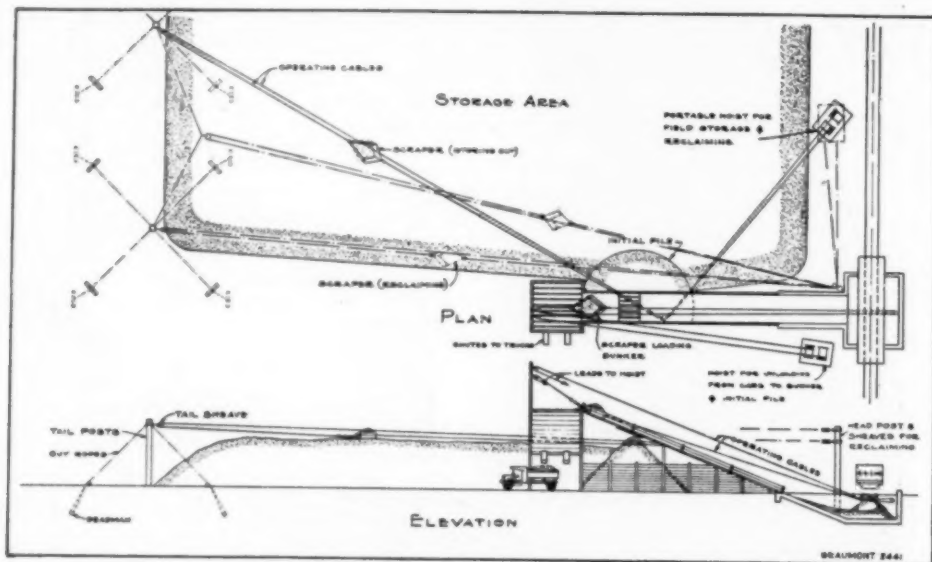 OPERATING CABLES
STORAGE AREA
PORTABLE HOIST FOR
FIELD STORAGE &
RECLAIMING
SCRAPER (STORING OUT)
INITIAL PILE
SCRAPER (RECLAIMING)
PLAN
CHUTES TO TRUCKS
SCRAPER LOADING
BUNKER
HOIST FOR UNLOADING
FROM CARS TO BUNKER
& INITIAL PILE
LEADS TO HOIST
TAIL SHEAVE
TAIL POSTS
GUY ROPES
OPERATING CABLES
HEAD POST &
SHEAVES FOR
RECLAIMING
DEADMAN
ELEVATION
BEAUMONT 2441